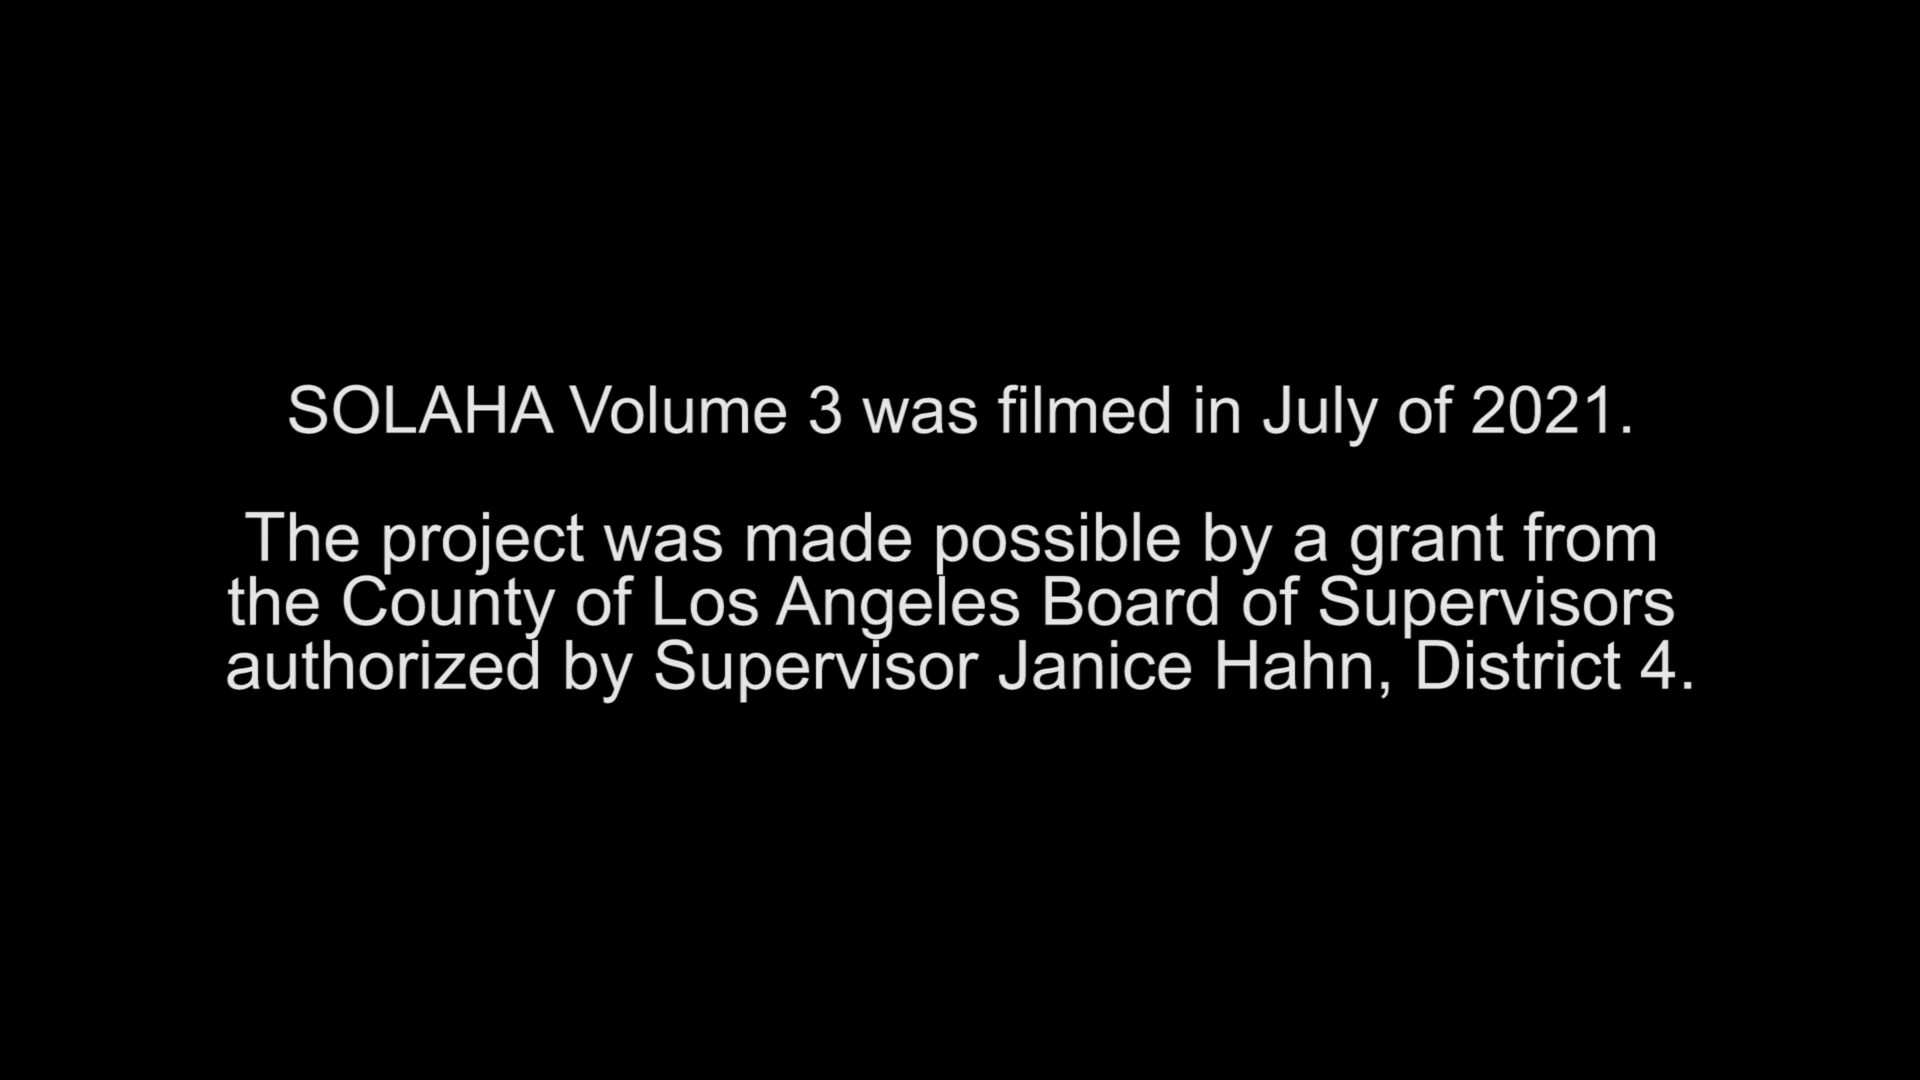 SOLAHA Volume 3 was filmed in July of 2021.
The project was made possible by a grant from
the County of Los Angeles Board of Supervisors
authorized by Supervisor Janice Hahn, District 4.